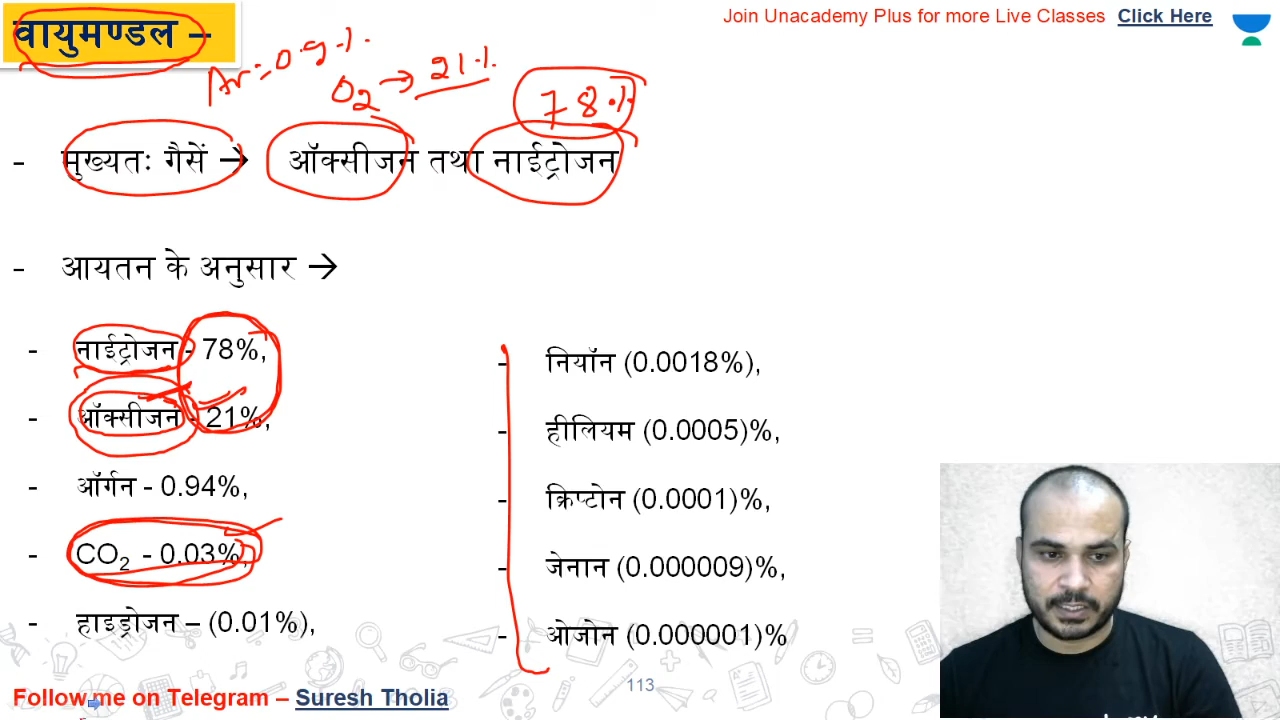 वायुमण्डल –
Join Unacademy Plus for more Live Classes Click Here
Ar = 0.9 %
O2 → 21 %
78 %
- मुख्यतः गैसें → ऑक्सीजन तथा नाईट्रोजन
- आयतन के अनुसार →
- नाईट्रोजन - 78%,
- ऑक्सीजन - 21%,
- ऑर्गन - 0.94%,
- CO₂ - 0.03%,
- हाइड्रोजन – (0.01%),
- नियॉन (0.0018%),
- हीलियम (0.0005)%,
- क्रिप्टोन (0.0001)%,
- जेनान (0.000009)%,
- ओजोन (0.000001)%
113
Follow me on Telegram – Suresh Tholia